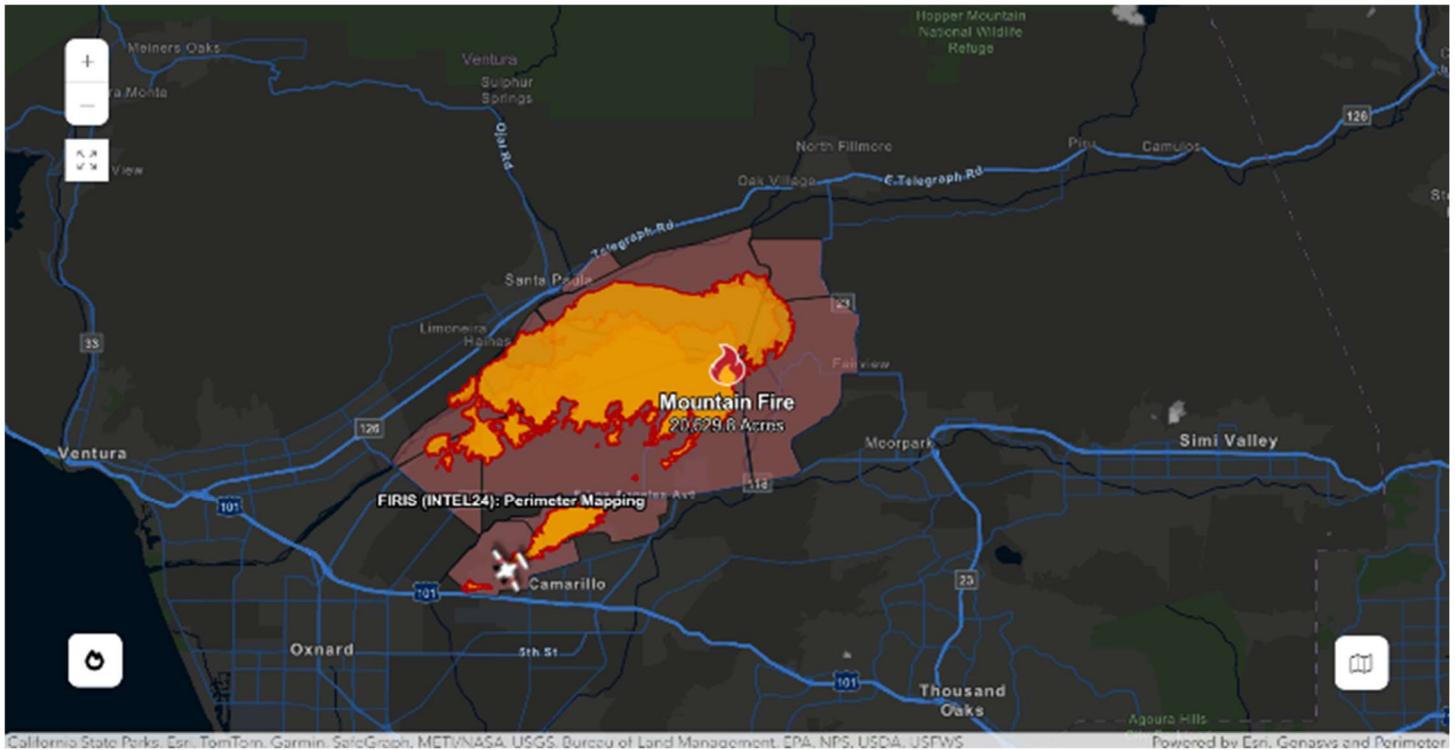 Hopper Mountain
National Wildlife
Refuge
Meiners Oaks
Ventura
Sulphur
Springs
ra Monta
126
Ojai Rd
North Fillmore
Piru
Camulos
View
Oak Village
E Telegraph Rd
Telegraph Rd
Santa Paula
23
Limoneira
Haines
33
Fairview
Mountain Fire
20,629.8 Acres
126
Moorpark
Simi Valley
Ventura
118
FIRIS (INTEL24): Perimeter Mapping
101
Camarillo
23
101
Oxnard
5th St
101
Thousand
Oaks
Agoura Hills
California State Parks, Esri, TomTom, Garmin, SafeGraph, METI/NASA, USGS, Bureau of Land Management, EPA, NPS, USDA, USFWS
Powered by Esri, Genasys and Perimeter